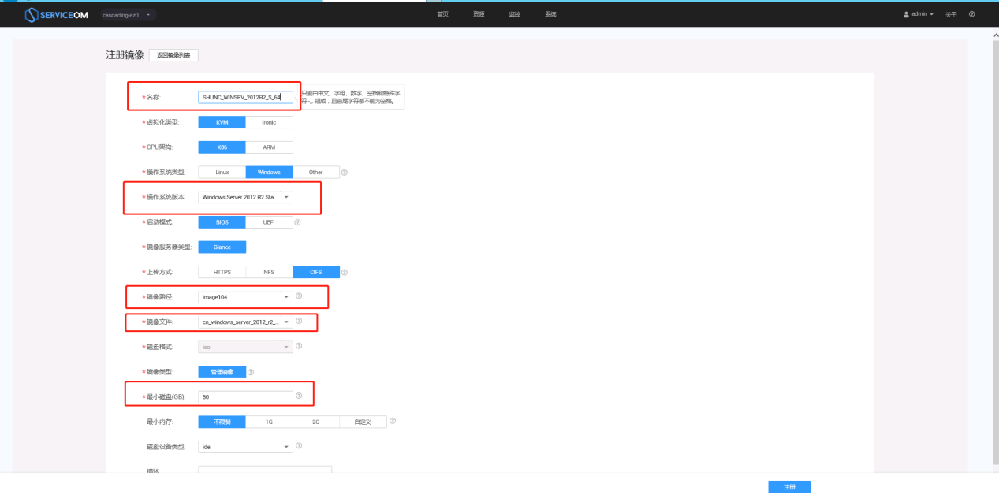 SERVICEOM cascading-az0... 首页 资源 监控 系统 admin 关于
注册镜像 返回镜像列表
*名称: SHUNC_WINSRV_2012R2_S_64 只能由中文、字母、数字、空格和特殊字
符-_. 组成，且首尾字符都不能为空格。
*虚拟化类型: KVM Ironic
*CPU架构: X86 ARM
*操作系统类型: Linux Windows Other
*操作系统版本: Windows Server 2012 R2 Sta...
*启动模式: BIOS UEFI
*镜像服务器类型: Glance
*上传方式: HTTPS NFS CIFS
*镜像路径: image104
*镜像文件: cn_windows_server_2012_r2_...
*磁盘格式: iso
*镜像类型: 管理镜像
*最小磁盘(GB): 50
最小内存: 不限制 1G 2G 自定义
磁盘设备类型: ide
描述
注册